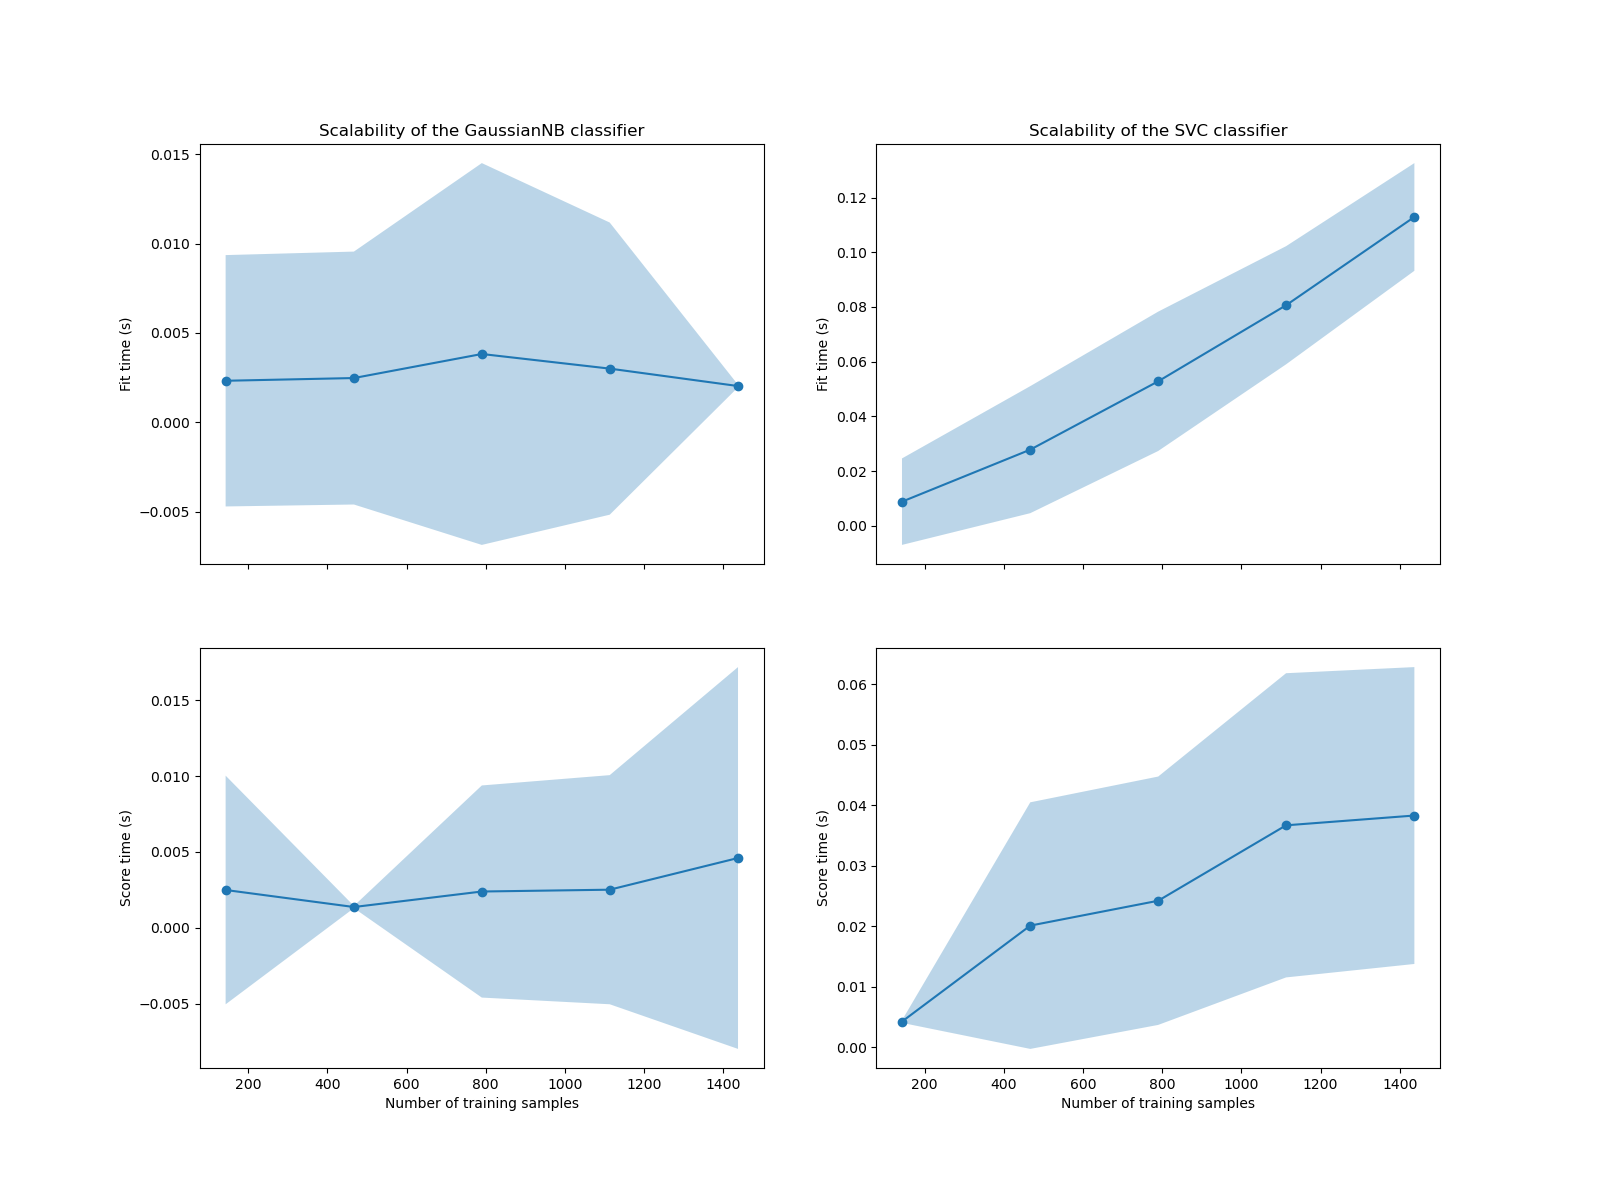 Scalability of the GaussianNB classifier
0.015
0.010
0.005
0.000
−0.005
Fit time (s)
Scalability of the SVC classifier
0.12
0.10
0.08
0.06
0.04
0.02
0.00
Fit time (s)
0.015
0.010
0.005
0.000
−0.005
Score time (s)
200 400 600 800 1000 1200 1400
Number of training samples
0.06
0.05
0.04
0.03
0.02
0.01
0.00
Score time (s)
200 400 600 800 1000 1200 1400
Number of training samples